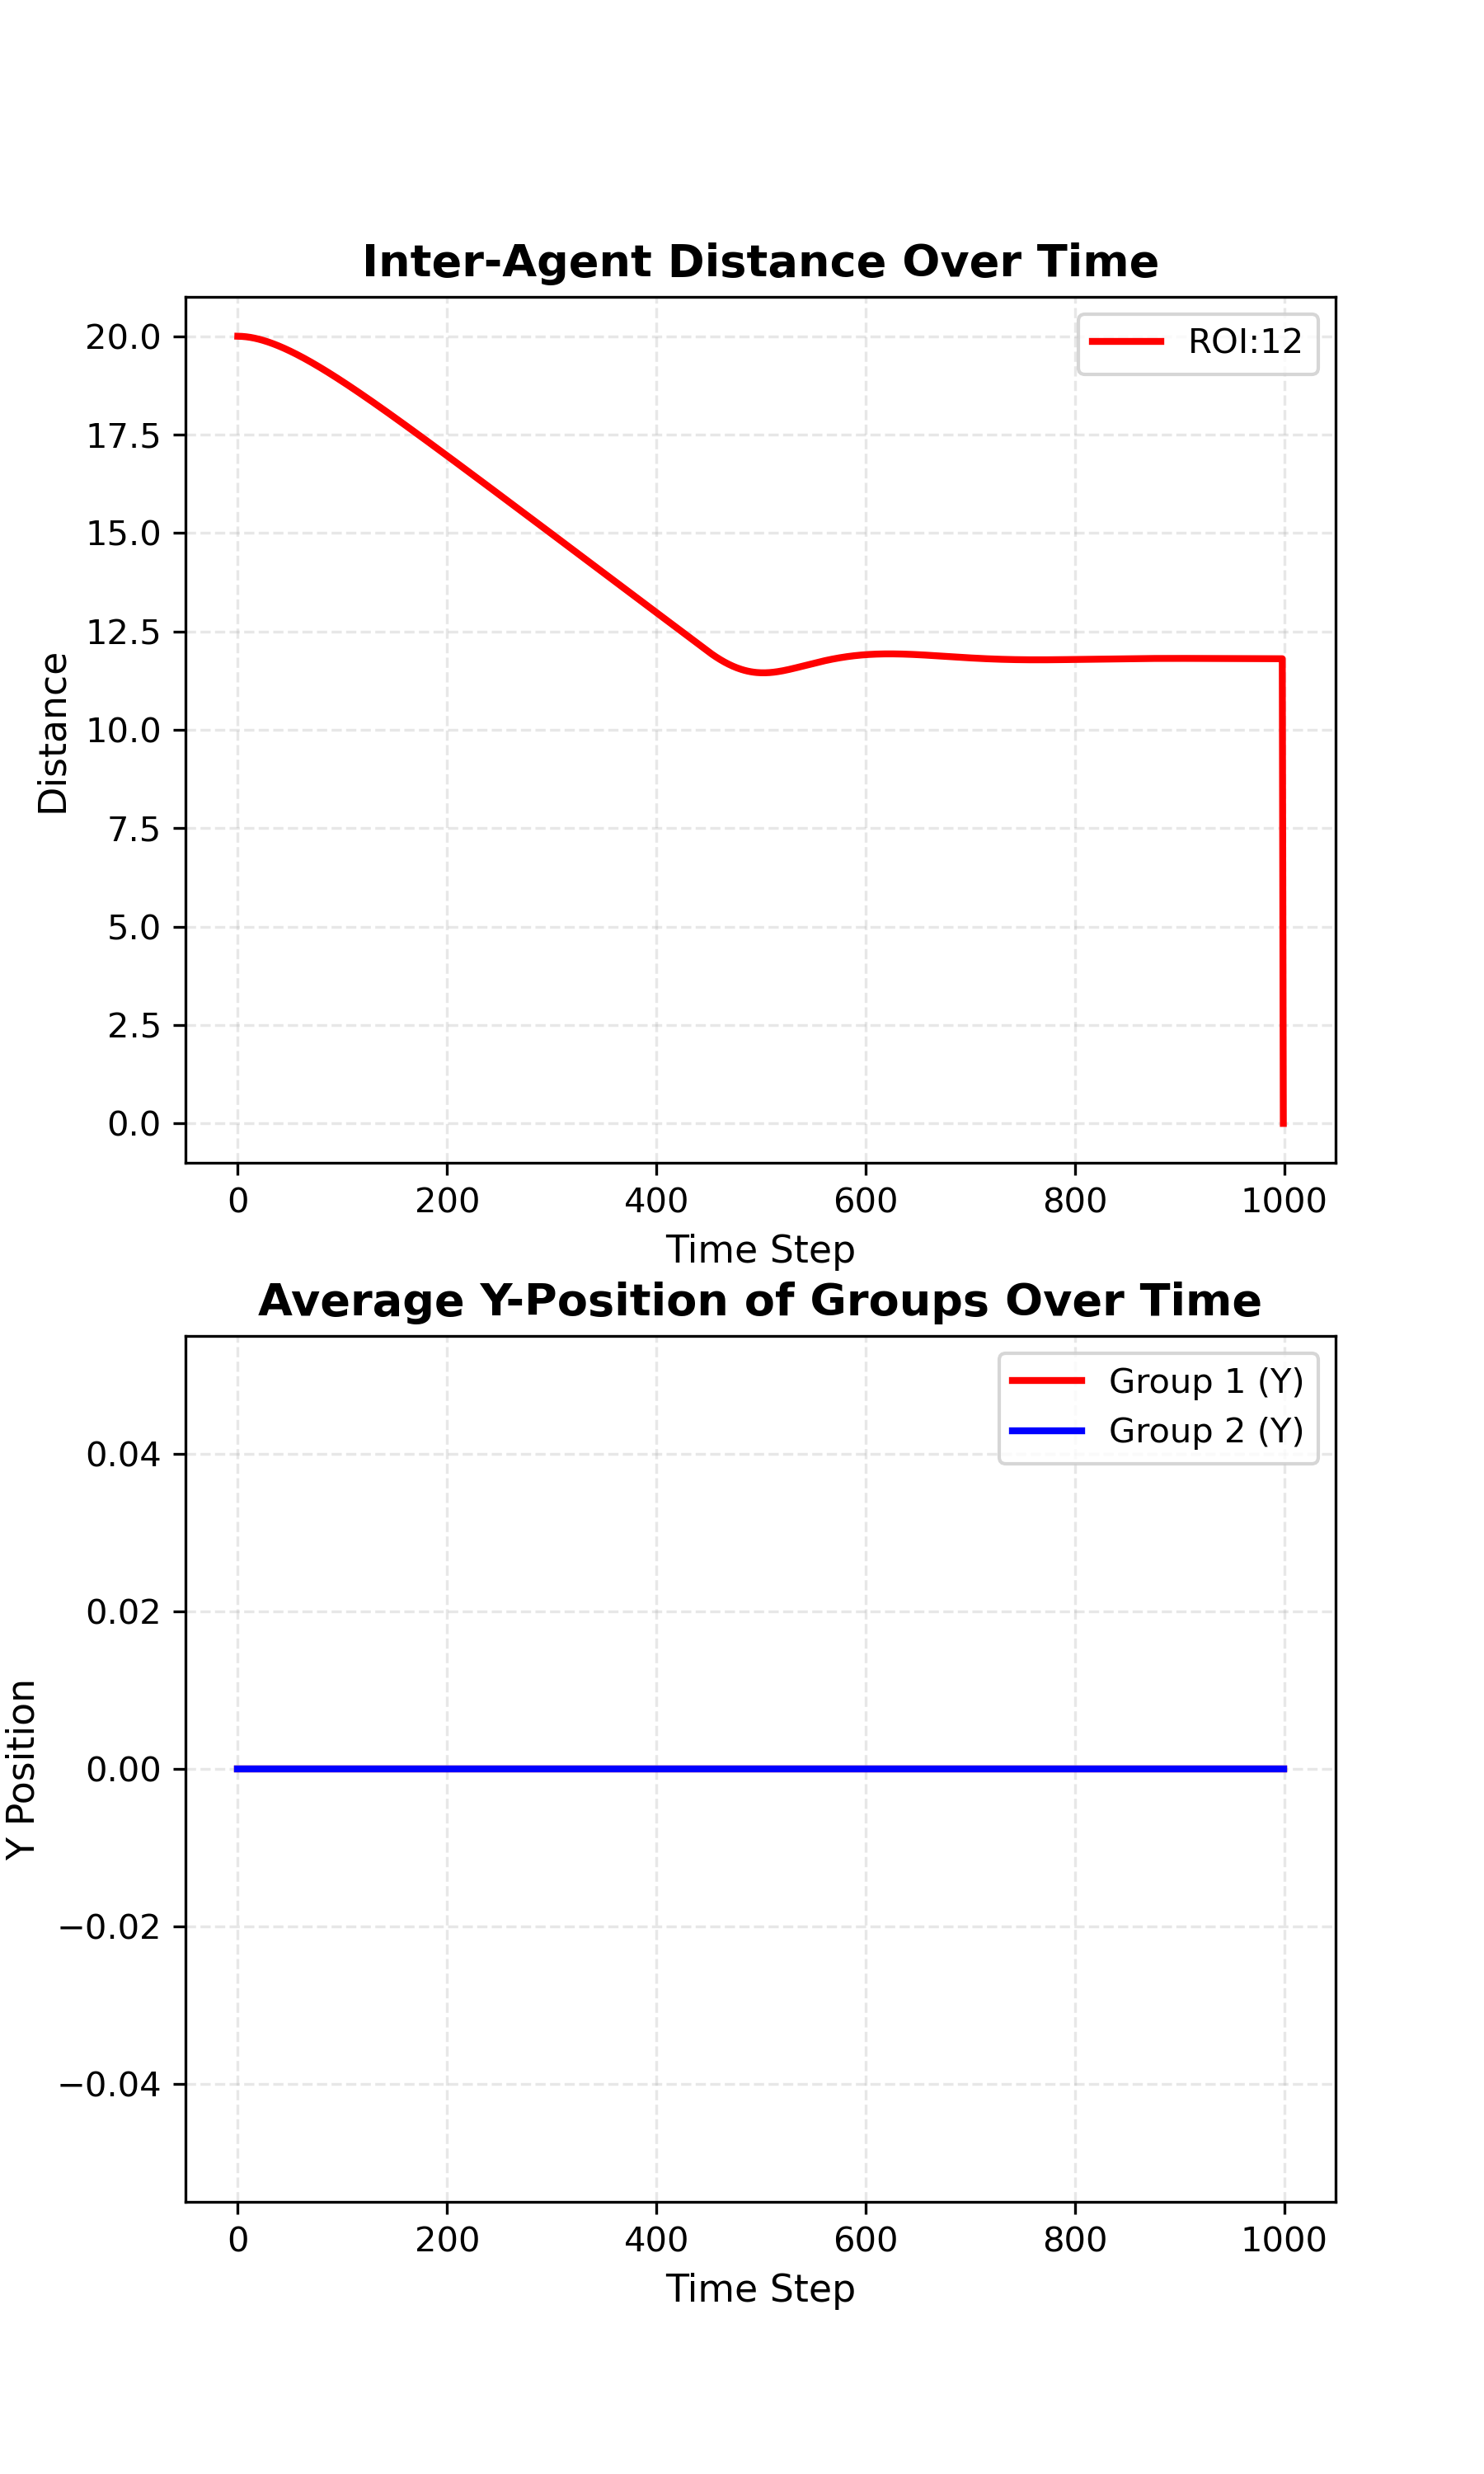 Inter-Agent Distance Over Time
ROI:12
20.0
17.5
15.0
12.5
10.0
7.5
5.0
2.5
0.0
Distance
0 200 400 600 800 1000
Time Step
Average Y-Position of Groups Over Time
Group 1 (Y)
Group 2 (Y)
0.04
0.02
0.00
−0.02
−0.04
Y Position
0 200 400 600 800 1000
Time Step